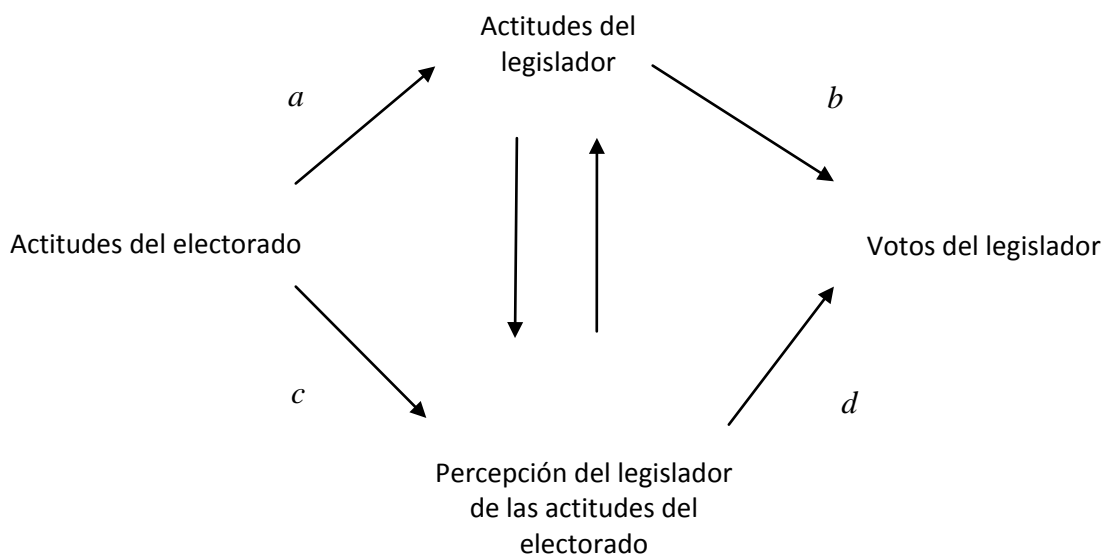 Actitudes del
legislador
a
b
Actitudes del electorado
Votos del legislador
c
d
Percepción del legislador
de las actitudes del
electorado